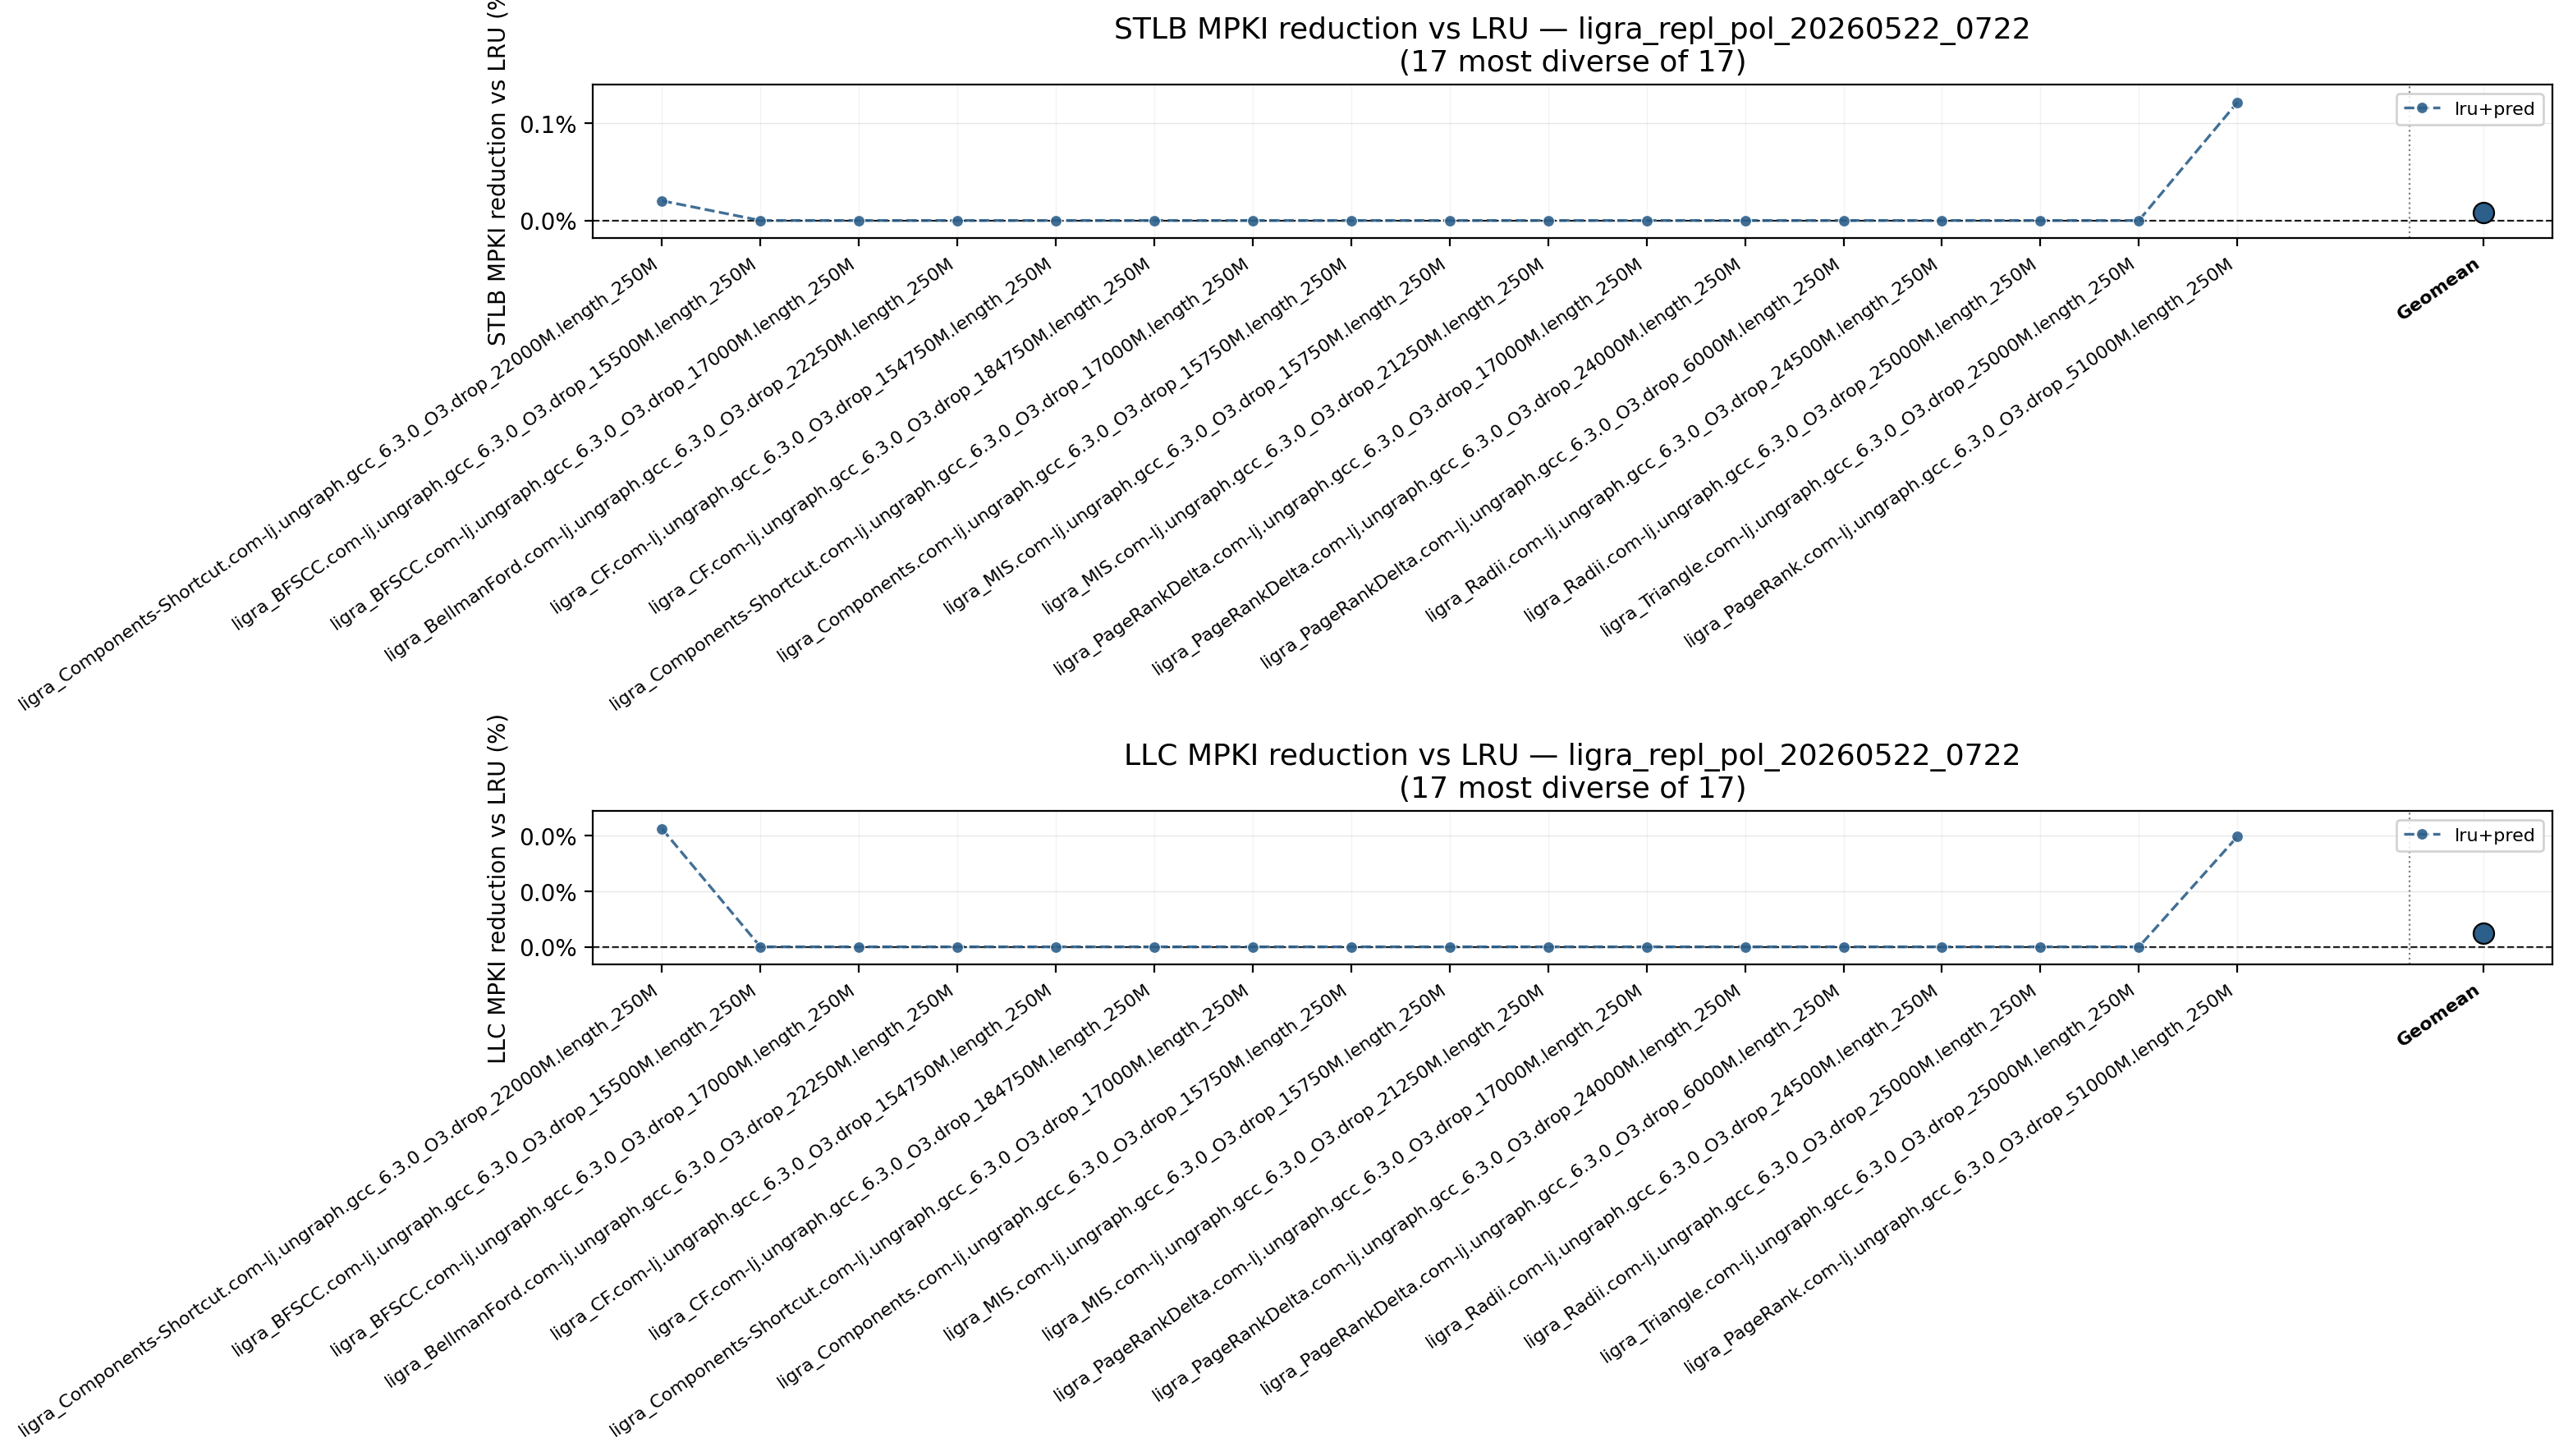 STLB MPKI reduction vs LRU — ligra_repl_pol_20260522_0722
(17 most diverse of 17)
STLB MPKI reduction vs LRU (%
0.1%
0.0%
lru+pred
ligra_Components-Shortcut.com-lj.ungraph.gcc_6.3.0_O3.drop_22000M.length_250M
ligra_BFSCC.com-lj.ungraph.gcc_6.3.0_O3.drop_15500M.length_250M
ligra_BFSCC.com-lj.ungraph.gcc_6.3.0_O3.drop_17000M.length_250M
ligra_BellmanFord.com-lj.ungraph.gcc_6.3.0_O3.drop_22250M.length_250M
ligra_CF.com-lj.ungraph.gcc_6.3.0_O3.drop_154750M.length_250M
ligra_CF.com-lj.ungraph.gcc_6.3.0_O3.drop_184750M.length_250M
ligra_Components-Shortcut.com-lj.ungraph.gcc_6.3.0_O3.drop_17000M.length_250M
ligra_Components.com-lj.ungraph.gcc_6.3.0_O3.drop_15750M.length_250M
ligra_MIS.com-lj.ungraph.gcc_6.3.0_O3.drop_15750M.length_250M
ligra_MIS.com-lj.ungraph.gcc_6.3.0_O3.drop_21250M.length_250M
ligra_PageRankDelta.com-lj.ungraph.gcc_6.3.0_O3.drop_17000M.length_250M
ligra_PageRankDelta.com-lj.ungraph.gcc_6.3.0_O3.drop_24000M.length_250M
ligra_PageRankDelta.com-lj.ungraph.gcc_6.3.0_O3.drop_6000M.length_250M
ligra_Radii.com-lj.ungraph.gcc_6.3.0_O3.drop_24500M.length_250M
ligra_Radii.com-lj.ungraph.gcc_6.3.0_O3.drop_25000M.length_250M
ligra_Triangle.com-lj.ungraph.gcc_6.3.0_O3.drop_25000M.length_250M
ligra_PageRank.com-lj.ungraph.gcc_6.3.0_O3.drop_51000M.length_250M
Geomean
LLC MPKI reduction vs LRU — ligra_repl_pol_20260522_0722
(17 most diverse of 17)
LLC MPKI reduction vs LRU (%)
0.0%
0.0%
0.0%
lru+pred
ligra_Components-Shortcut.com-lj.ungraph.gcc_6.3.0_O3.drop_22000M.length_250M
ligra_BFSCC.com-lj.ungraph.gcc_6.3.0_O3.drop_15500M.length_250M
ligra_BFSCC.com-lj.ungraph.gcc_6.3.0_O3.drop_17000M.length_250M
ligra_BellmanFord.com-lj.ungraph.gcc_6.3.0_O3.drop_22250M.length_250M
ligra_CF.com-lj.ungraph.gcc_6.3.0_O3.drop_154750M.length_250M
ligra_CF.com-lj.ungraph.gcc_6.3.0_O3.drop_184750M.length_250M
ligra_Components-Shortcut.com-lj.ungraph.gcc_6.3.0_O3.drop_17000M.length_250M
ligra_Components.com-lj.ungraph.gcc_6.3.0_O3.drop_15750M.length_250M
ligra_MIS.com-lj.ungraph.gcc_6.3.0_O3.drop_15750M.length_250M
ligra_MIS.com-lj.ungraph.gcc_6.3.0_O3.drop_21250M.length_250M
ligra_PageRankDelta.com-lj.ungraph.gcc_6.3.0_O3.drop_17000M.length_250M
ligra_PageRankDelta.com-lj.ungraph.gcc_6.3.0_O3.drop_24000M.length_250M
ligra_PageRankDelta.com-lj.ungraph.gcc_6.3.0_O3.drop_6000M.length_250M
ligra_Radii.com-lj.ungraph.gcc_6.3.0_O3.drop_24500M.length_250M
ligra_Radii.com-lj.ungraph.gcc_6.3.0_O3.drop_25000M.length_250M
ligra_Triangle.com-lj.ungraph.gcc_6.3.0_O3.drop_25000M.length_250M
ligra_PageRank.com-lj.ungraph.gcc_6.3.0_O3.drop_51000M.length_250M
Geomean